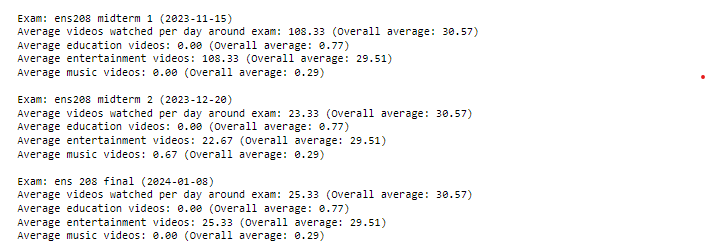 Exam: ens208 midterm 1 (2023-11-15)
Average videos watched per day around exam: 108.33 (Overall average: 30.57)
Average education videos: 0.00 (Overall average: 0.77)
Average entertainment videos: 108.33 (Overall average: 29.51)
Average music videos: 0.00 (Overall average: 0.29)

Exam: ens208 midterm 2 (2023-12-20)
Average videos watched per day around exam: 23.33 (Overall average: 30.57)
Average education videos: 0.00 (Overall average: 0.77)
Average entertainment videos: 22.67 (Overall average: 29.51)
Average music videos: 0.67 (Overall average: 0.29)

Exam: ens 208 final (2024-01-08)
Average videos watched per day around exam: 25.33 (Overall average: 30.57)
Average education videos: 0.00 (Overall average: 0.77)
Average entertainment videos: 25.33 (Overall average: 29.51)
Average music videos: 0.00 (Overall average: 0.29)